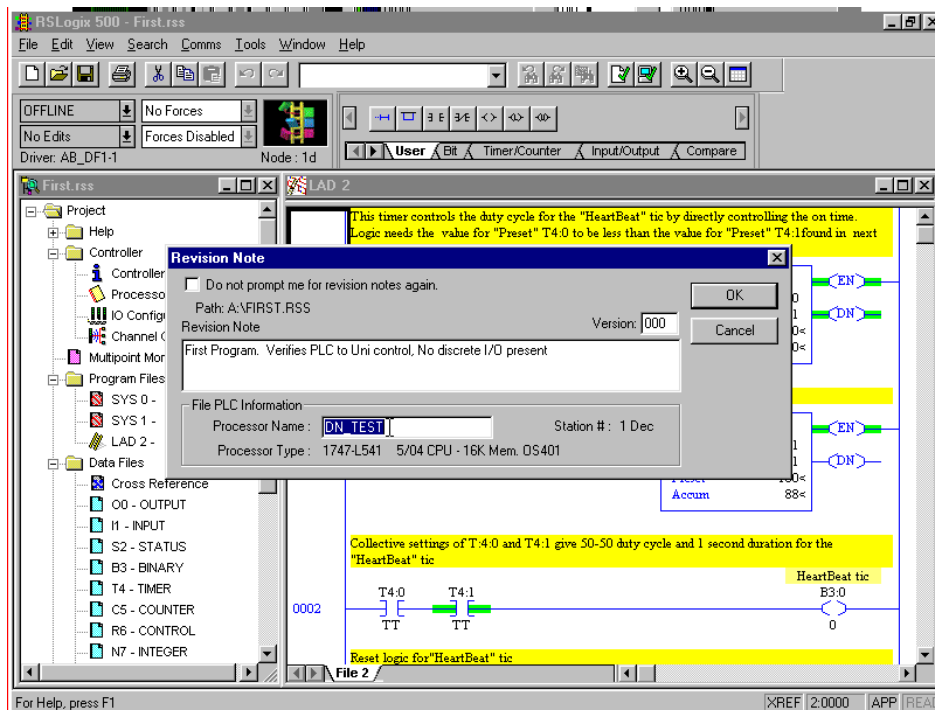 RSLogix 500 - First.rss
File Edit View Search Comms Tools Window Help
OFFLINE
No Forces
No Edits
Forces Disabled
Driver: AB_DF1-1
Node : 1d
User Bit Timer/Counter Input/Output Compare
First.rss
LAD 2
Project
Help
Controller
Controller
Processo
IO Configu
Channel C
Multipoint Mor
Program Files
SYS 0 -
SYS 1 -
LAD 2 -
Data Files
Cross Reference
O0 - OUTPUT
I1 - INPUT
S2 - STATUS
B3 - BINARY
T4 - TIMER
C5 - COUNTER
R6 - CONTROL
N7 - INTEGER
This timer controls the duty cycle for the "HeartBeat" tic by directly controlling the on time.
Logic needs the value for "Preset" T4:0 to be less than the value for "Preset" T4:1found in next
EN
DN
Revision Note
Do not prompt me for revision notes again.
Path: A:\FIRST.RSS
Revision Note
Version: 000
OK
Cancel
First Program. Verifies PLC to Uni control, No discrete I/O present
File PLC Information
Processor Name : DN_TEST
Station # : 1 Dec
Processor Type : 1747-L541 5/04 CPU - 16K Mem. OS401
EN
DN
Accum 88<
Collective settings of T:4:0 and T4:1 give 50-50 duty cycle and 1 second duration for the
"HeartBeat" tic
HeartBeat tic
T4:0 T4:1 B3:0
0002
TT TT 0
Reset logic for"HeartBeat" tic
File 2
For Help, press F1
XREF 2:0000 APP READ